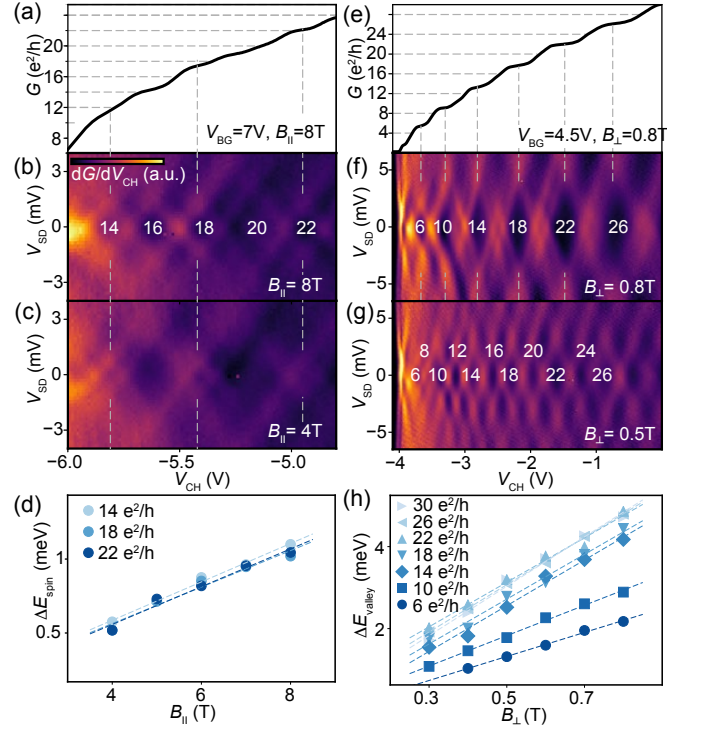 (a)
G (e²/h)
20
16
12
8
V_BG=7V, B_||=8T
(b)
dG/dV_CH (a.u.)
V_SD (mV)
3
0
−3
14 16 18 20 22
B_||= 8T
(c)
V_SD (mV)
3
0
−3
B_||= 4T
−6.0 −5.5 −5.0
V_CH (V)
(d)
ΔE_spin (meV)
1
0.5
14 e²/h
18 e²/h
22 e²/h
4 6 8
B_|| (T)
(e)
G (e²/h)
28
24
20
16
12
8
4
V_BG=4.5V, B_⊥=0.8T
(f)
V_SD (mV)
5
0
−5
6 10 14 18 22 26
B_⊥= 0.8T
(g)
V_SD (mV)
5
0
−5
8 12 16 20 24
6 10 14 18 22 26
B_⊥= 0.5T
−4 −3 −2 −1
V_CH (V)
(h)
ΔE_valley (meV)
4
2
30 e²/h
26 e²/h
22 e²/h
18 e²/h
14 e²/h
10 e²/h
6 e²/h
0.3 0.5 0.7
B_⊥ (T)